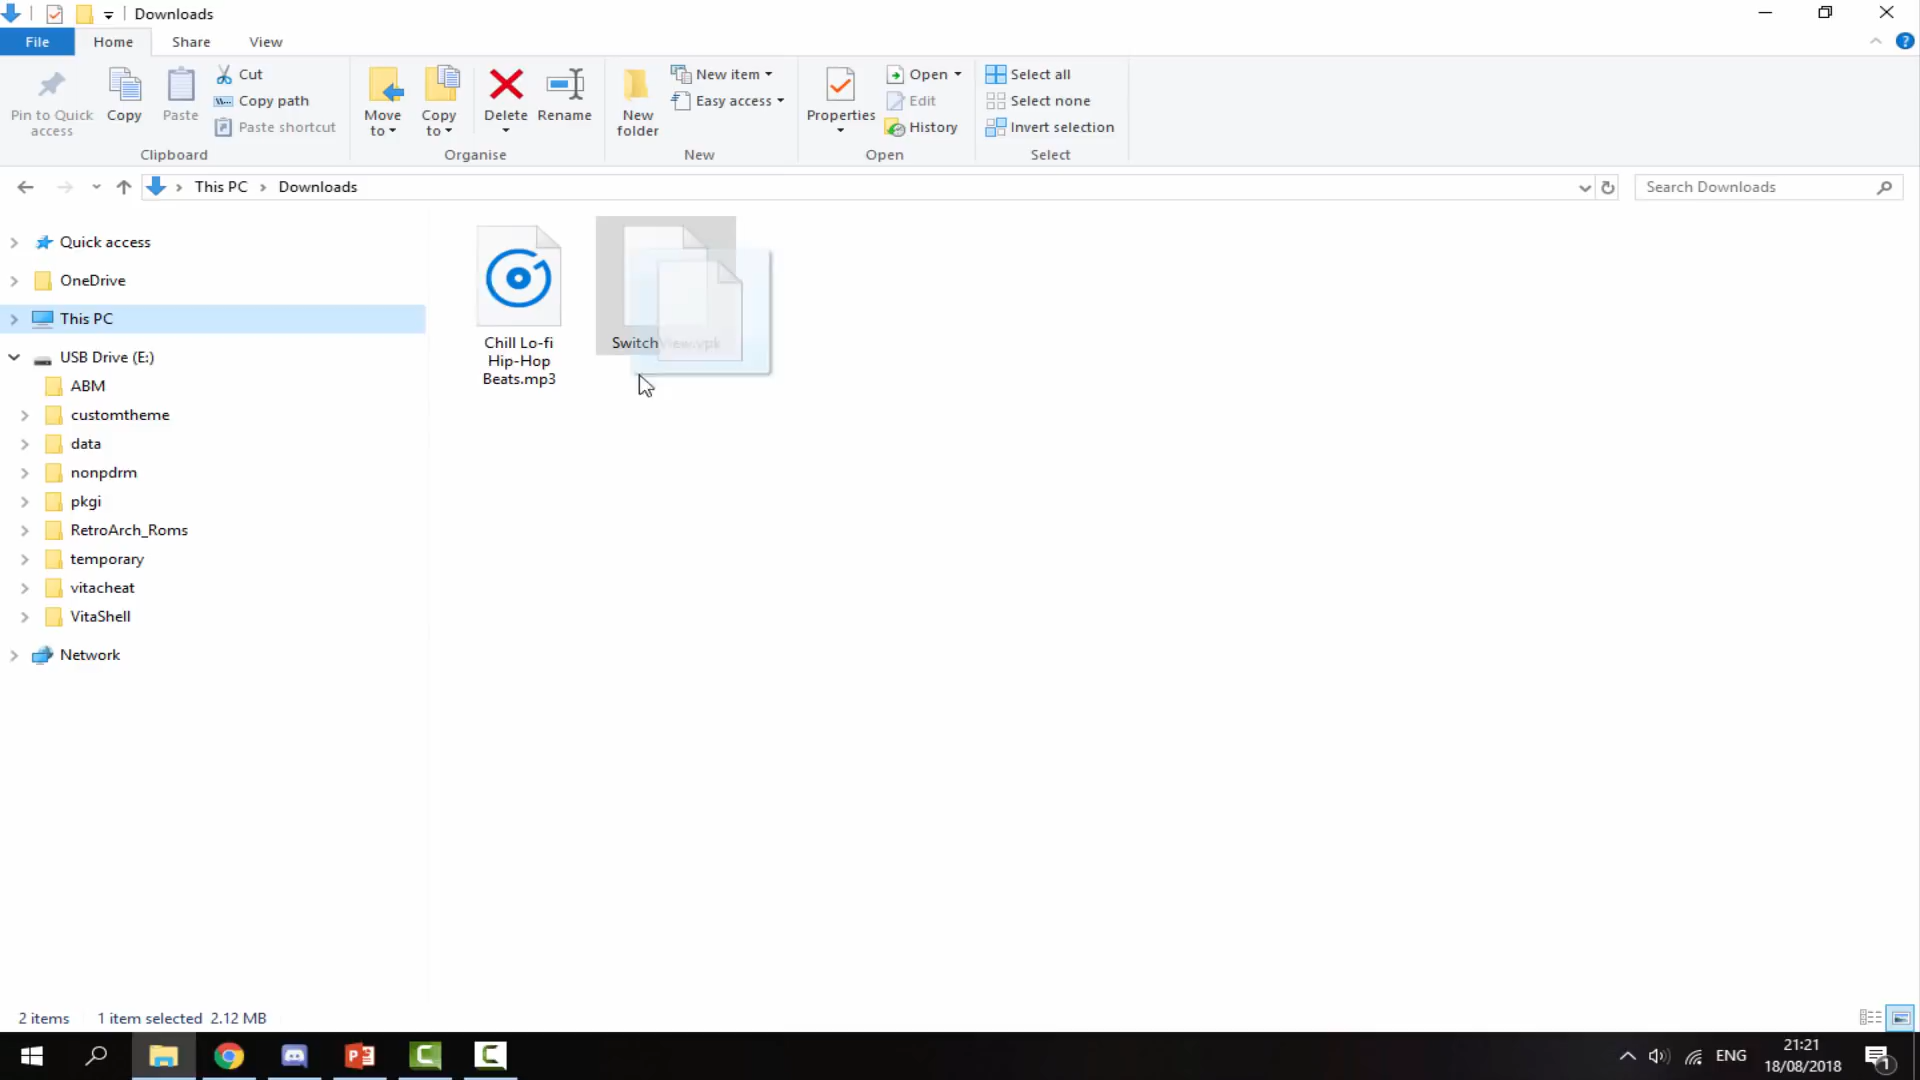 Downloads
File Home Share View
Pin to Quick access
Copy
Paste
Cut
Copy path
Paste shortcut
Clipboard
Move to
Copy to
Delete
Rename
Organise
New folder
New item
Easy access
New
Properties
Open
Edit
History
Open
Select all
Select none
Invert selection
Select
This PC Downloads
Search Downloads
Quick access
OneDrive
This PC
USB Drive (E:)
ABM
customtheme
data
nonpdrm
pkgi
RetroArch_Roms
temporary
vitacheat
VitaShell
Network
Chill Lo-fi
Hip-Hop
Beats.mp3
SwitchView.vpk
2 items 1 item selected 2.12 MB
ENG
21:21
18/08/2018
1